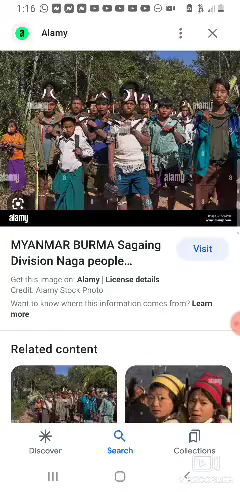 1:16
Alamy
alamy
alamy
MYANMAR BURMA Sagaing
Division Naga people...
Visit
Get this image on: Alamy | License details
Credit: Alamy Stock Photo
Want to know where this information comes from? Learn
more
Related content
Discover
Search
Collections